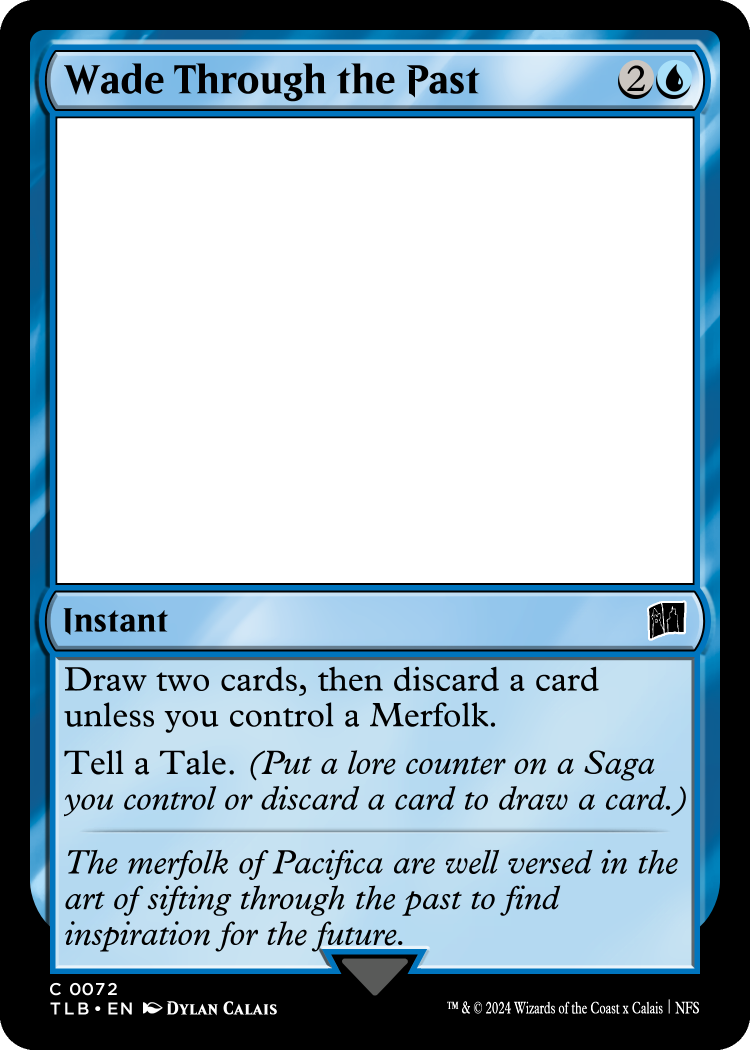 Wade Through the Past 2
Instant
Draw two cards, then discard a card
unless you control a Merfolk.
Tell a Tale. (Put a lore counter on a Saga
you control or discard a card to draw a card.)
The merfolk of Pacifica are well versed in the
art of sifting through the past to find
inspiration for the future.
C 0072
TLB • EN Dylan Calais
™ & © 2024 Wizards of the Coast x Calais | NFS